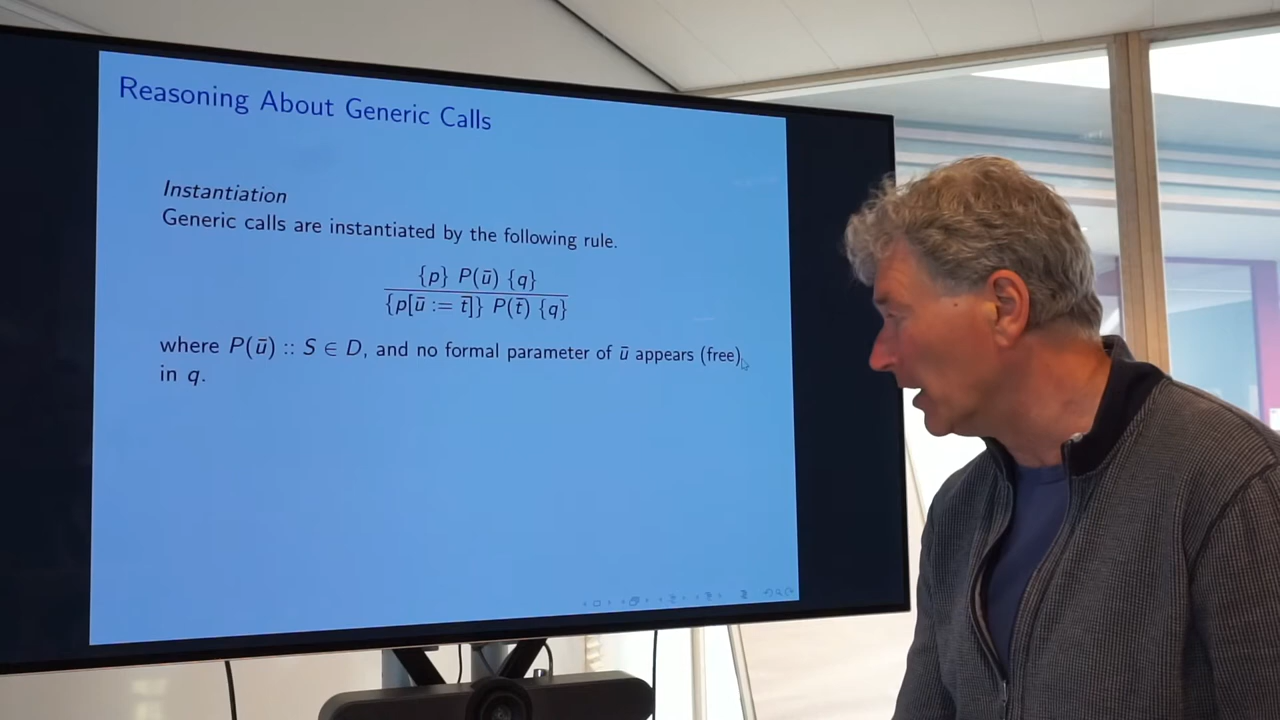 Reasoning About Generic Calls
Instantiation
Generic calls are instantiated by the following rule.
{p} P(ū) {q}
{p[ū := t̄]} P(t̄) {q}
where P(ū) :: S ∈ D, and no formal parameter of ū appears (free)
in q.